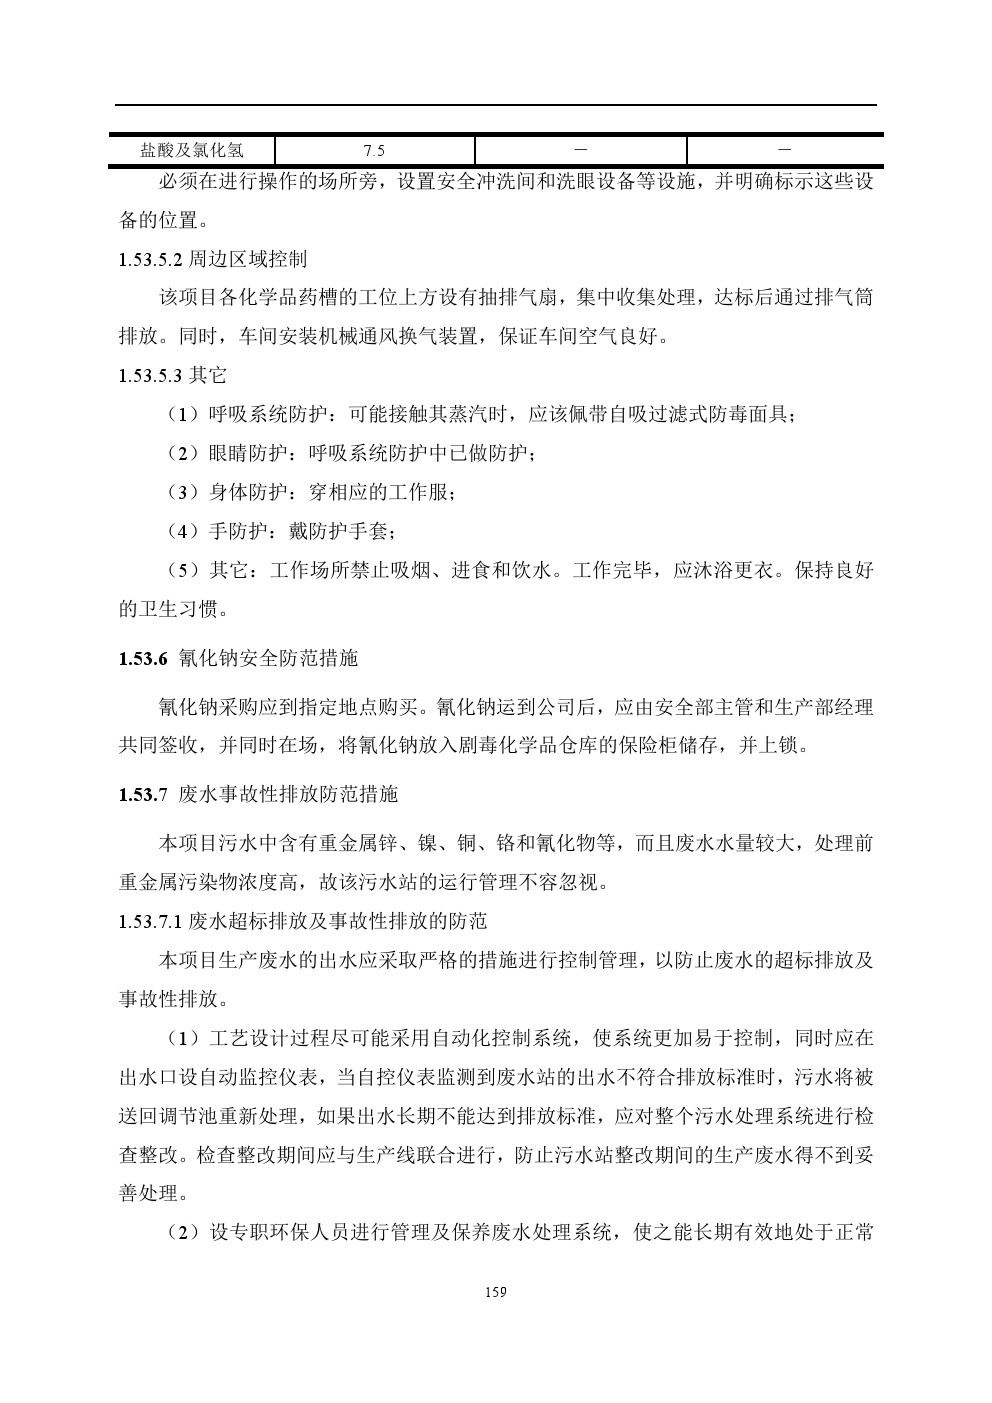 盐酸及氯化氢 7.5 － －
必须在进行操作的场所旁，设置安全冲洗间和洗眼设备等设施，并明确标示这些设
备的位置。
1.53.5.2 周边区域控制
该项目各化学品药槽的工位上方设有抽排气扇，集中收集处理，达标后通过排气筒
排放。同时，车间安装机械通风换气装置，保证车间空气良好。
1.53.5.3 其它
（1）呼吸系统防护：可能接触其蒸汽时，应该佩带自吸过滤式防毒面具；
（2）眼睛防护：呼吸系统防护中已做防护；
（3）身体防护：穿相应的工作服；
（4）手防护：戴防护手套；
（5）其它：工作场所禁止吸烟、进食和饮水。工作完毕，应沐浴更衣。保持良好
的卫生习惯。
1.53.6 氰化钠安全防范措施
氰化钠采购应到指定地点购买。氰化钠运到公司后，应由安全部主管和生产部经理
共同签收，并同时在场，将氰化钠放入剧毒化学品仓库的保险柜储存，并上锁。
1.53.7 废水事故性排放防范措施
本项目污水中含有重金属锌、镍、铜、铬和氰化物等，而且废水水量较大，处理前
重金属污染物浓度高，故该污水站的运行管理不容忽视。
1.53.7.1 废水超标排放及事故性排放的防范
本项目生产废水的出水应采取严格的措施进行控制管理，以防止废水的超标排放及
事故性排放。
（1）工艺设计过程尽可能采用自动化控制系统，使系统更加易于控制，同时应在
出水口设自动监控仪表，当自控仪表监测到废水站的出水不符合排放标准时，污水将被
送回调节池重新处理，如果出水长期不能达到排放标准，应对整个污水处理系统进行检
查整改。检查整改期间应与生产线联合进行，防止污水站整改期间的生产废水得不到妥
善处理。
（2）设专职环保人员进行管理及保养废水处理系统，使之能长期有效地处于正常
159